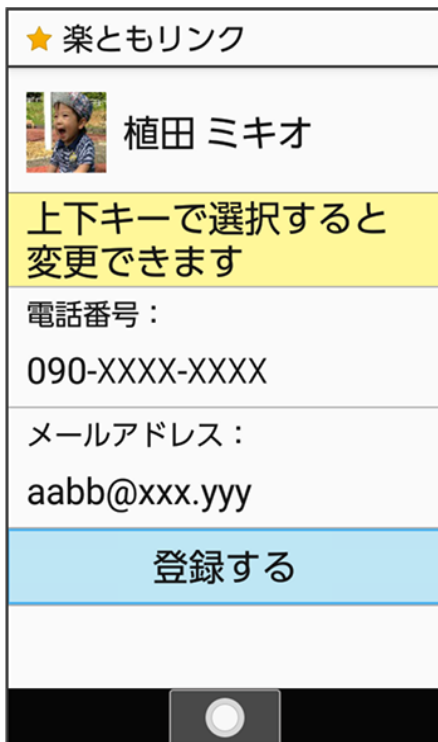 楽ともリンク
植田 ミキオ
上下キーで選択すると
変更できます
電話番号：
090-XXXX-XXXX
メールアドレス：
aabb@xxx.yyy
登録する